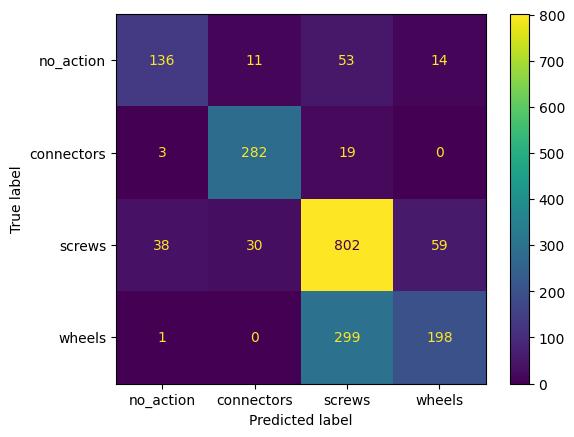 no_action 136 11 53 14
connectors 3 282 19 0
screws 38 30 802 59
wheels 1 0 299 198
no_action connectors screws wheels
Predicted label
True label
800
700
600
500
400
300
200
100
0